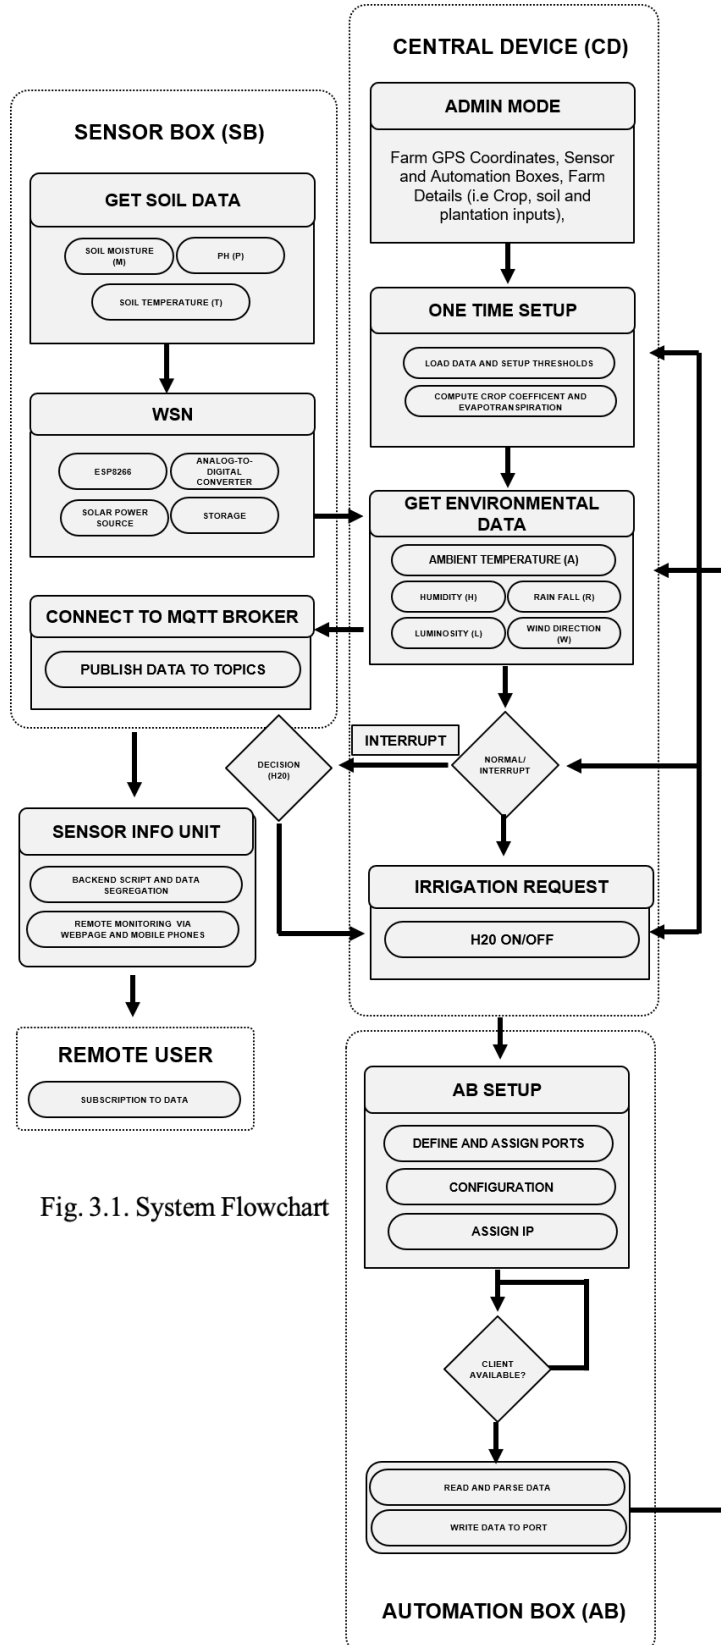 CENTRAL DEVICE (CD)
ADMIN MODE
Farm GPS Coordinates, Sensor
and Automation Boxes, Farm
Details (i.e Crop, soil and
plantation inputs),
ONE TIME SETUP
LOAD DATA AND SETUP THRESHOLDS
COMPUTE CROP COEFFICENT AND
EVAPOTRANSPIRATION
GET ENVIRONMENTAL
DATA
AMBIENT TEMPERATURE (A)
HUMIDITY (H)
RAIN FALL (R)
LUMINOSITY (L)
WIND DIRECTION
(W)
NORMAL/
INTERRUPT
INTERRUPT
DECISION
(H20)
IRRIGATION REQUEST
H20 ON/OFF
SENSOR BOX (SB)
GET SOIL DATA
SOIL MOISTURE
(M)
PH (P)
SOIL TEMPERATURE (T)
WSN
ESP8266
ANALOG-TO-
DIGITAL
CONVERTER
SOLAR POWER
SOURCE
STORAGE
CONNECT TO MQTT BROKER
PUBLISH DATA TO TOPICS
SENSOR INFO UNIT
BACKEND SCRIPT AND DATA
SEGREGATION
REMOTE MONITORING VIA
WEBPAGE AND MOBILE PHONES
REMOTE USER
SUBSCRIPTION TO DATA
AB SETUP
DEFINE AND ASSIGN PORTS
CONFIGURATION
ASSIGN IP
CLIENT
AVAILABLE?
READ AND PARSE DATA
WRITE DATA TO PORT
AUTOMATION BOX (AB)
Fig. 3.1. System Flowchart